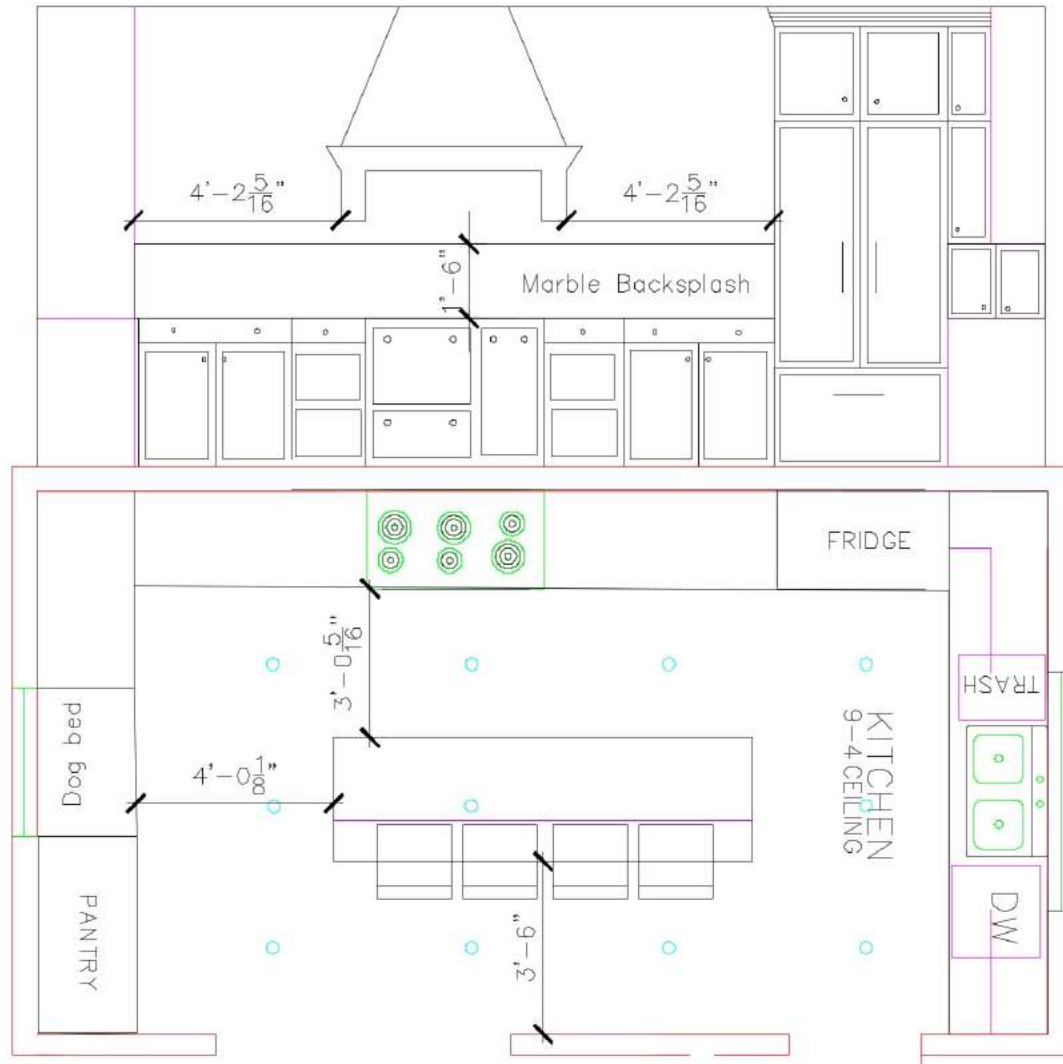 4'-2 5/16"
4'-2 5/16"
1'-6"
Marble Backsplash
FRIDGE
3'-0 5/16"
TRASH
KITCHEN
9-4 CEILING
Dog bed
4'-0 1/8"
PANTRY
3'-6"
DW